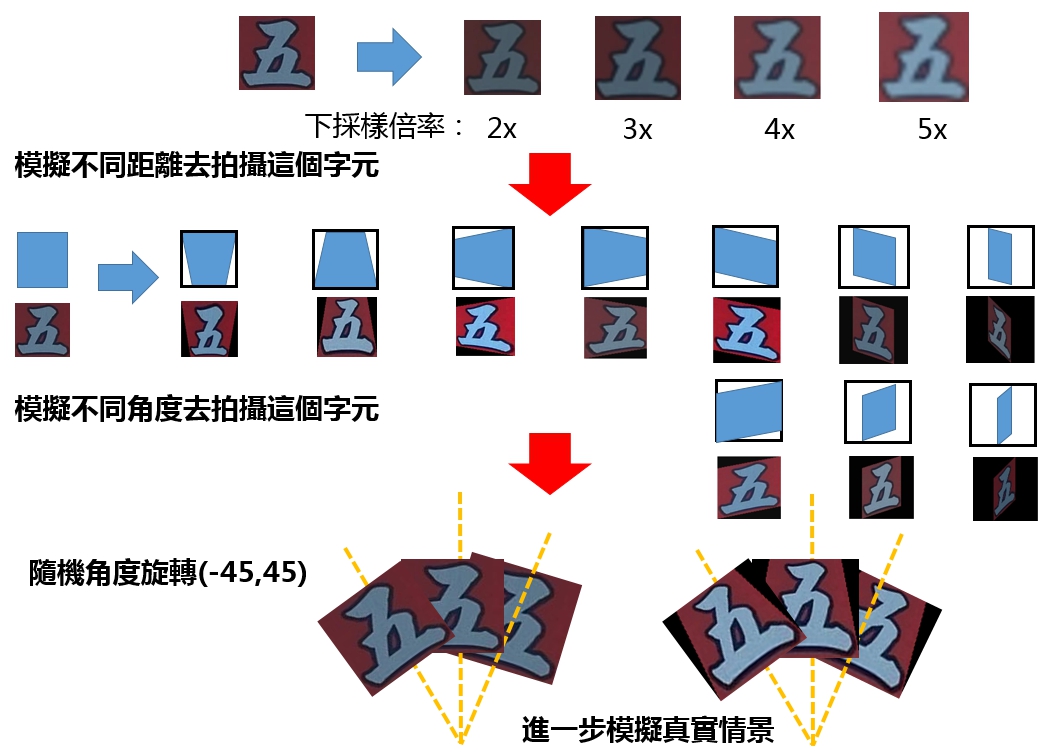 五 五 五 五 五
下採樣倍率： 2x 3x 4x 5x
模擬不同距離去拍攝這個字元
五 五 五 五 五 五 五 五
模擬不同角度去拍攝這個字元
五 五 五
隨機角度旋轉(-45,45)
五 五 五 五 五 五
進一步模擬真實情景